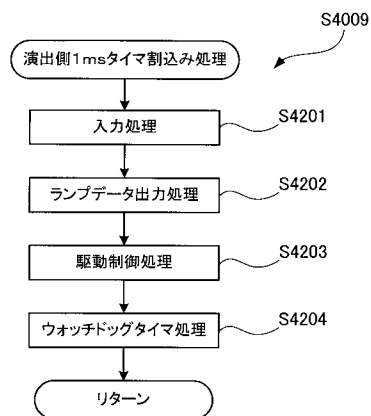 S4009
演出側1msタイマ割込み処理
入力処理
S4201
ランプデータ出力処理
S4202
駆動制御処理
S4203
ウォッチドッグタイマ処理
S4204
リターン